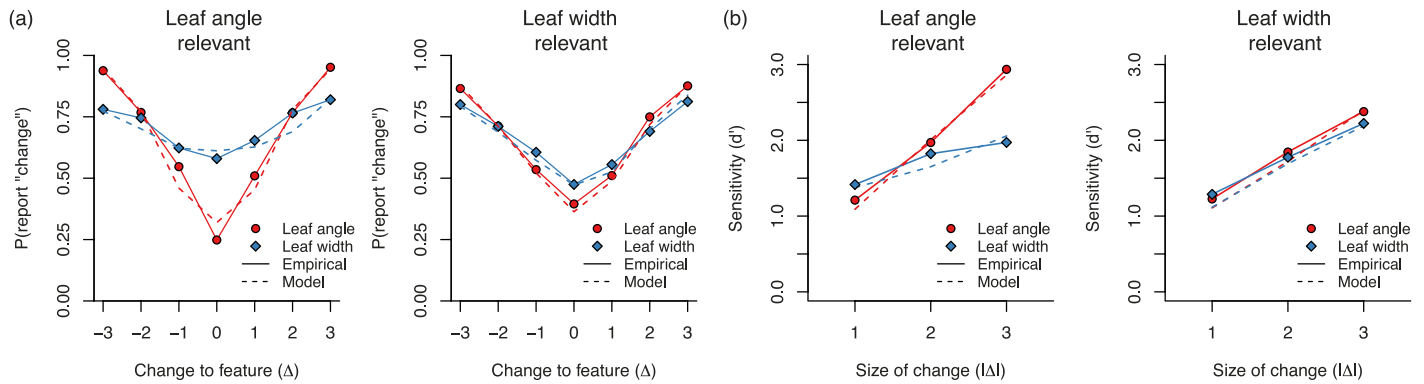 (a)
Leaf angle
relevant
P(report "change")
1.00
0.75
0.50
0.25
0.00
−3 −2 −1 0 1 2 3
Change to feature (Δ)
Leaf angle
Leaf width
Empirical
Model
Leaf width
relevant
P(report "change")
1.00
0.75
0.50
0.25
0.00
−3 −2 −1 0 1 2 3
Change to feature (Δ)
Leaf angle
Leaf width
Empirical
Model
(b)
Leaf angle
relevant
Sensitivity (d')
3.0
2.0
1.0
0.0
1 2 3
Size of change (|Δ|)
Leaf angle
Leaf width
Empirical
Model
Leaf width
relevant
Sensitivity (d')
3.0
2.0
1.0
0.0
1 2 3
Size of change (|Δ|)
Leaf angle
Leaf width
Empirical
Model